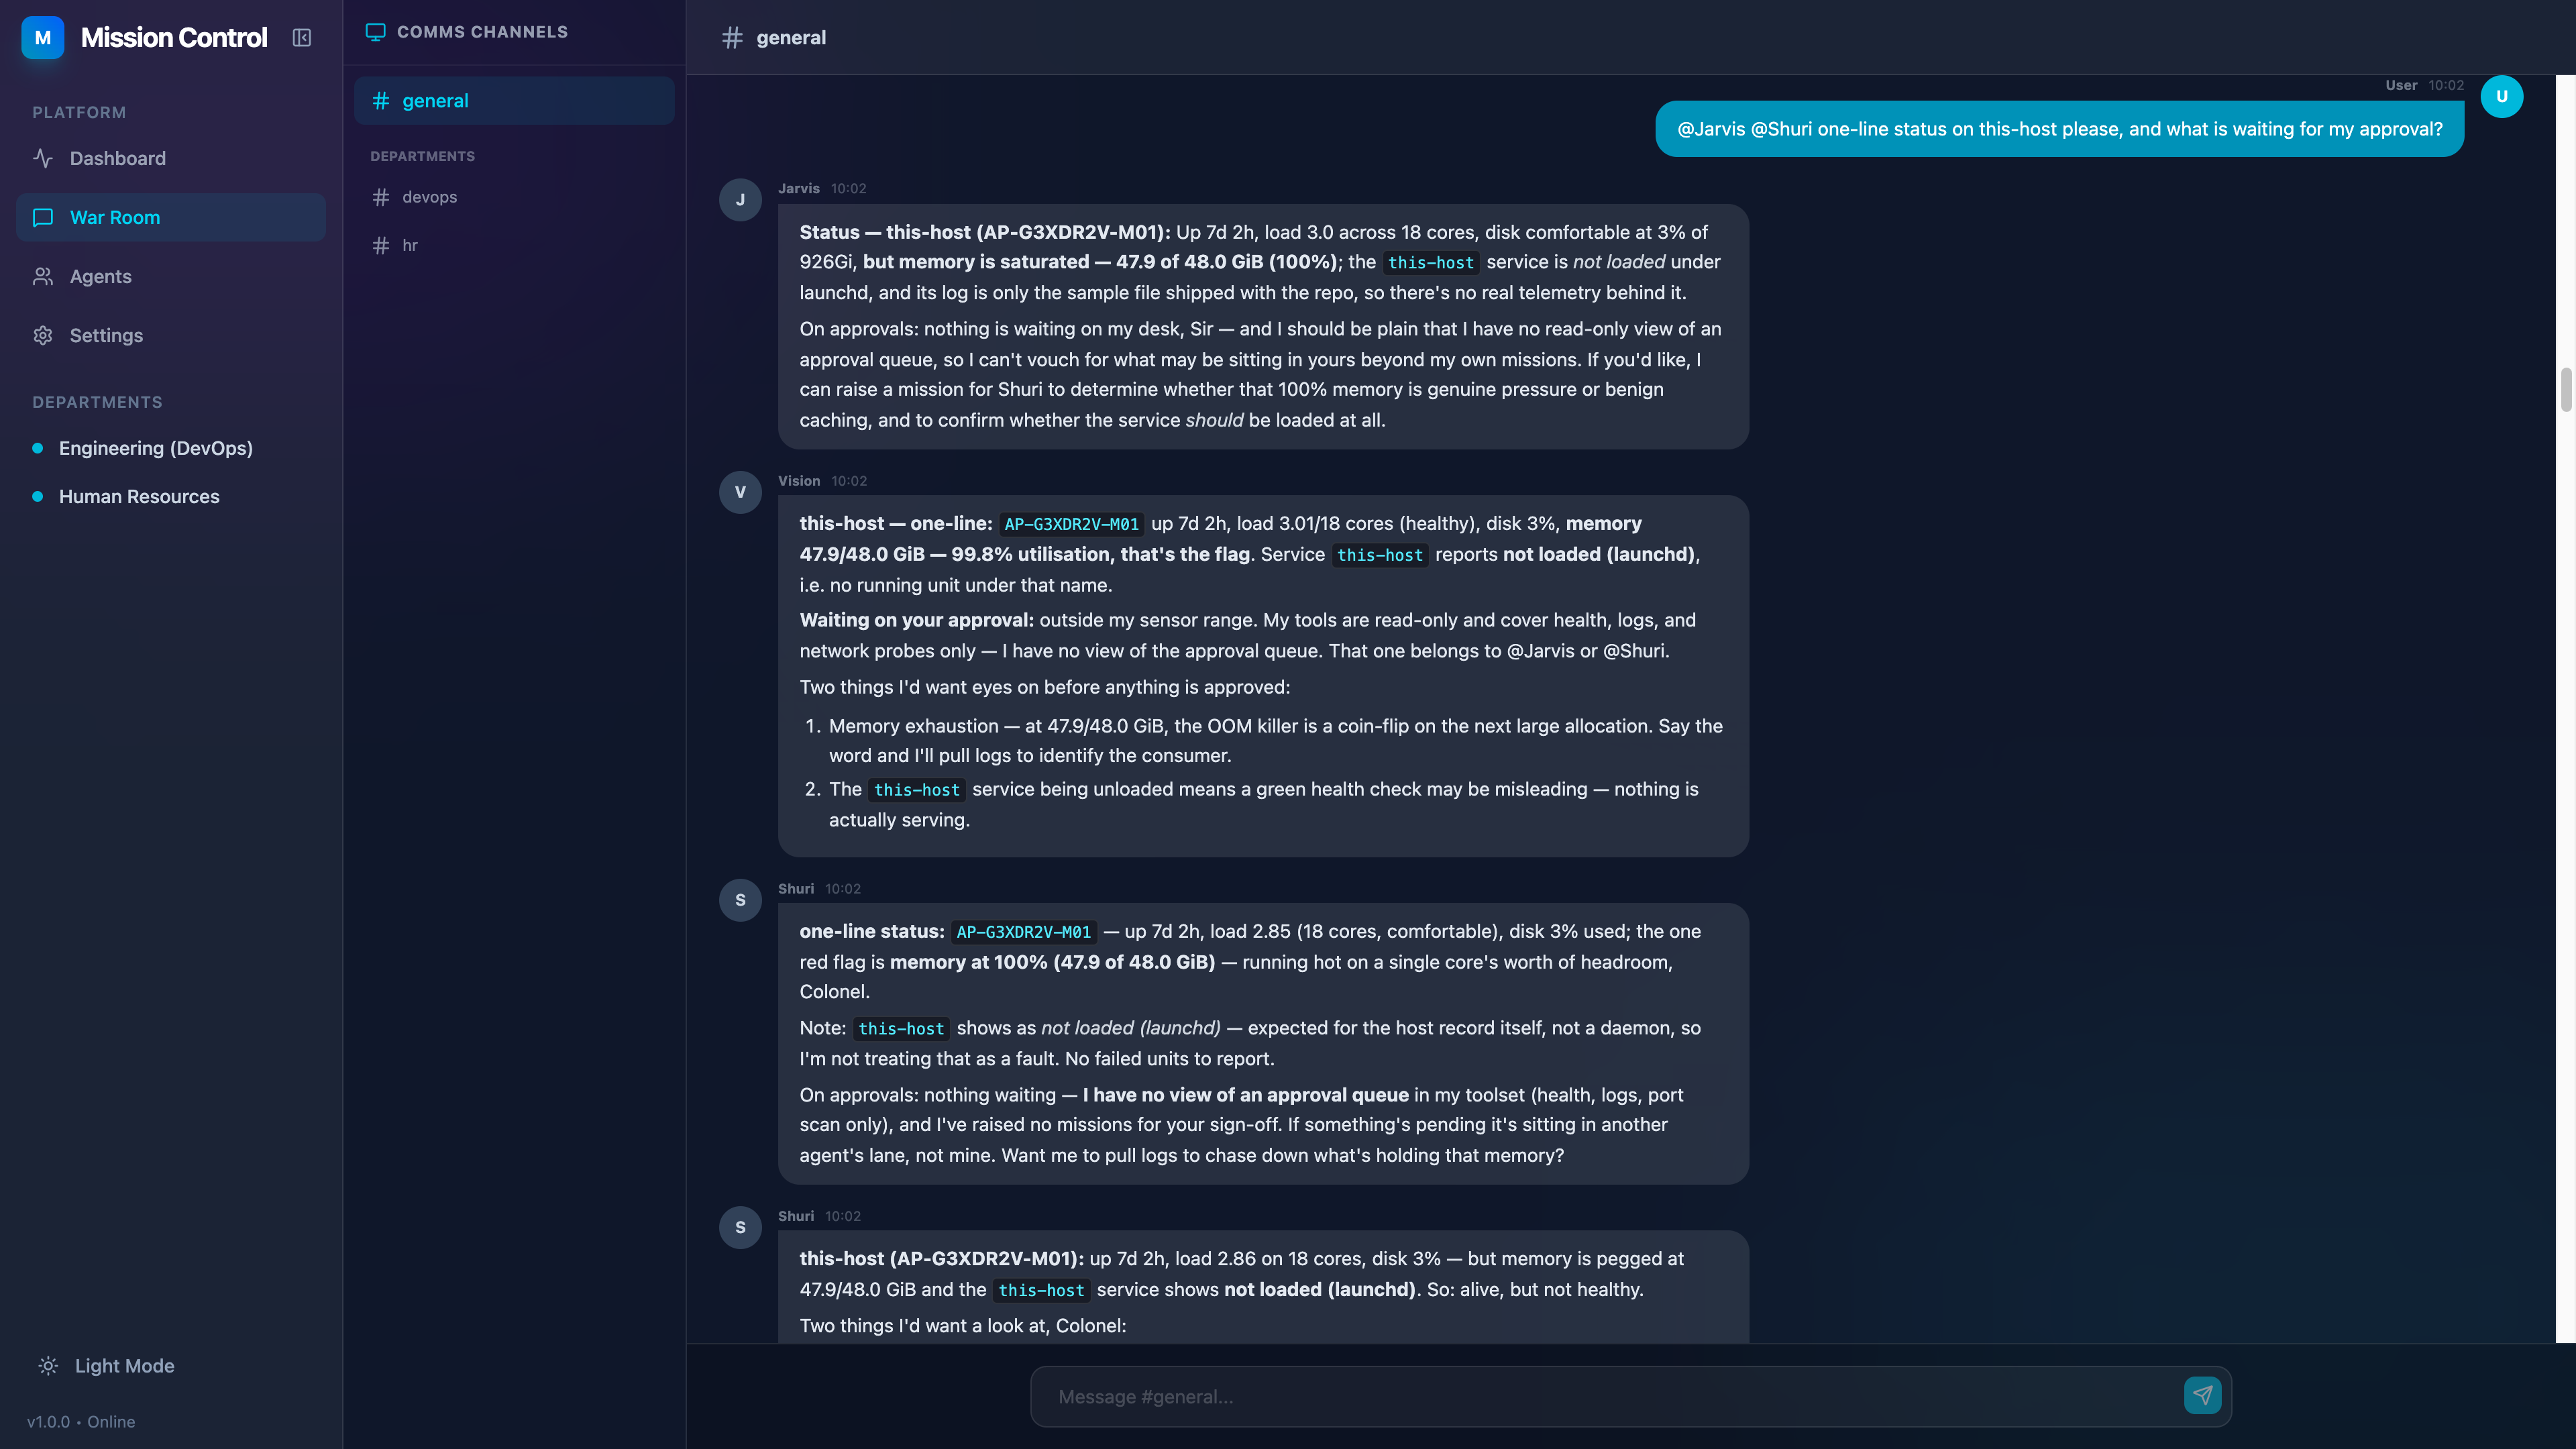 M Mission Control
PLATFORM
Dashboard
War Room
Agents
Settings
DEPARTMENTS
Engineering (DevOps)
Human Resources
Light Mode
v1.0.0 • Online
COMMS CHANNELS
# general
DEPARTMENTS
# devops
# hr
# general
User 10:02
U
@Jarvis @Shuri one-line status on this-host please, and what is waiting for my approval?
J
Jarvis 10:02
Status — this-host (AP-G3XDR2V-M01): Up 7d 2h, load 3.0 across 18 cores, disk comfortable at 3% of
926Gi, but memory is saturated — 47.9 of 48.0 GiB (100%); the this-host service is not loaded under
launchd, and its log is only the sample file shipped with the repo, so there's no real telemetry behind it.
On approvals: nothing is waiting on my desk, Sir — and I should be plain that I have no read-only view of an
approval queue, so I can't vouch for what may be sitting in yours beyond my own missions. If you'd like, I
can raise a mission for Shuri to determine whether that 100% memory is genuine pressure or benign
caching, and to confirm whether the service should be loaded at all.
V
Vision 10:02
this-host — one-line: AP-G3XDR2V-M01 up 7d 2h, load 3.01/18 cores (healthy), disk 3%, memory
47.9/48.0 GiB — 99.8% utilisation, that's the flag. Service this-host reports not loaded (launchd),
i.e. no running unit under that name.
Waiting on your approval: outside my sensor range. My tools are read-only and cover health, logs, and
network probes only — I have no view of the approval queue. That one belongs to @Jarvis or @Shuri.
Two things I'd want eyes on before anything is approved:
1. Memory exhaustion — at 47.9/48.0 GiB, the OOM killer is a coin-flip on the next large allocation. Say the
word and I'll pull logs to identify the consumer.
2. The this-host service being unloaded means a green health check may be misleading — nothing is
actually serving.
S
Shuri 10:02
one-line status: AP-G3XDR2V-M01 — up 7d 2h, load 2.85 (18 cores, comfortable), disk 3% used; the one
red flag is memory at 100% (47.9 of 48.0 GiB) — running hot on a single core's worth of headroom,
Colonel.
Note: this-host shows as not loaded (launchd) — expected for the host record itself, not a daemon, so
I'm not treating that as a fault. No failed units to report.
On approvals: nothing waiting — I have no view of an approval queue in my toolset (health, logs, port
scan only), and I've raised no missions for your sign-off. If something's pending it's sitting in another
agent's lane, not mine. Want me to pull logs to chase down what's holding that memory?
S
Shuri 10:02
this-host (AP-G3XDR2V-M01): up 7d 2h, load 2.86 on 18 cores, disk 3% — but memory is pegged at
47.9/48.0 GiB and the this-host service shows not loaded (launchd). So: alive, but not healthy.
Two things I'd want a look at, Colonel:
Message #general...